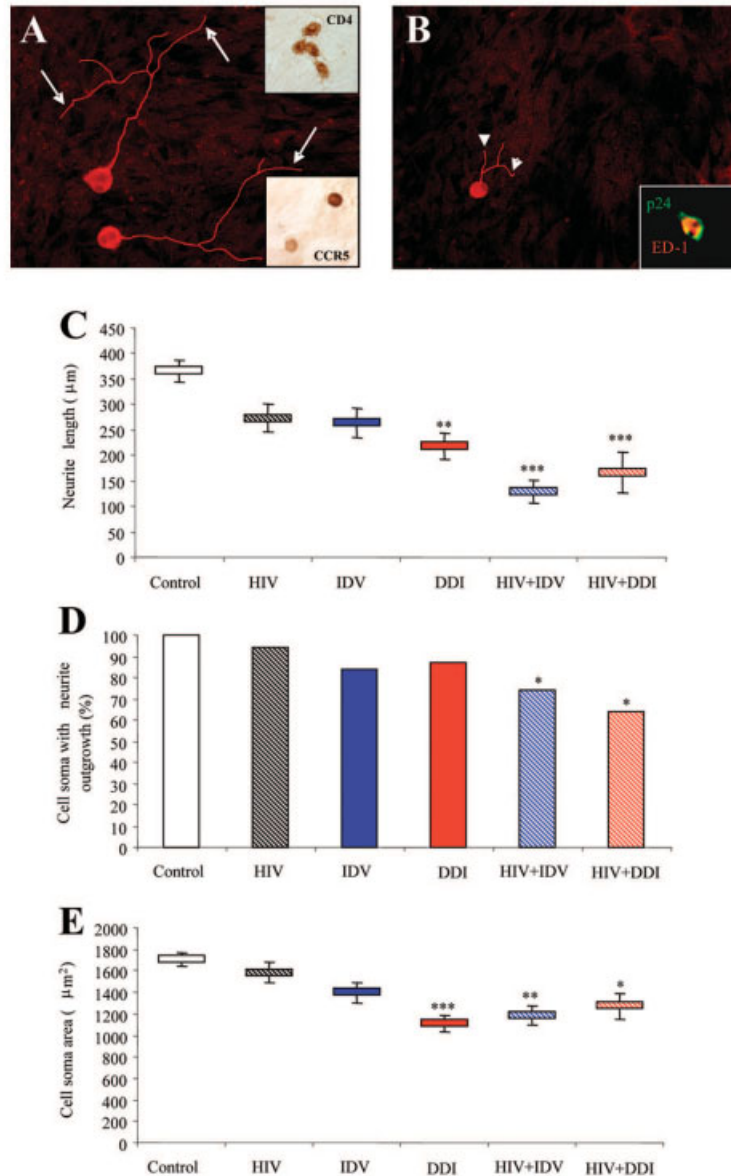 A
CD4
CCR5
B
p24
ED-1
C
Neurite length ( μm)
450
400
350
300
250
200
150
100
50
0
**
***
***
Control HIV IDV DDI HIV+IDV HIV+DDI
D
Cell soma with neurite
outgrowth (%)
100
90
80
70
60
50
40
30
20
10
0
*
*
Control HIV IDV DDI HIV+IDV HIV+DDI
E
Cell soma area ( μm²)
2000
1800
1600
1400
1200
1000
800
600
400
200
0
***
**
*
Control HIV IDV DDI HIV+IDV HIV+DDI